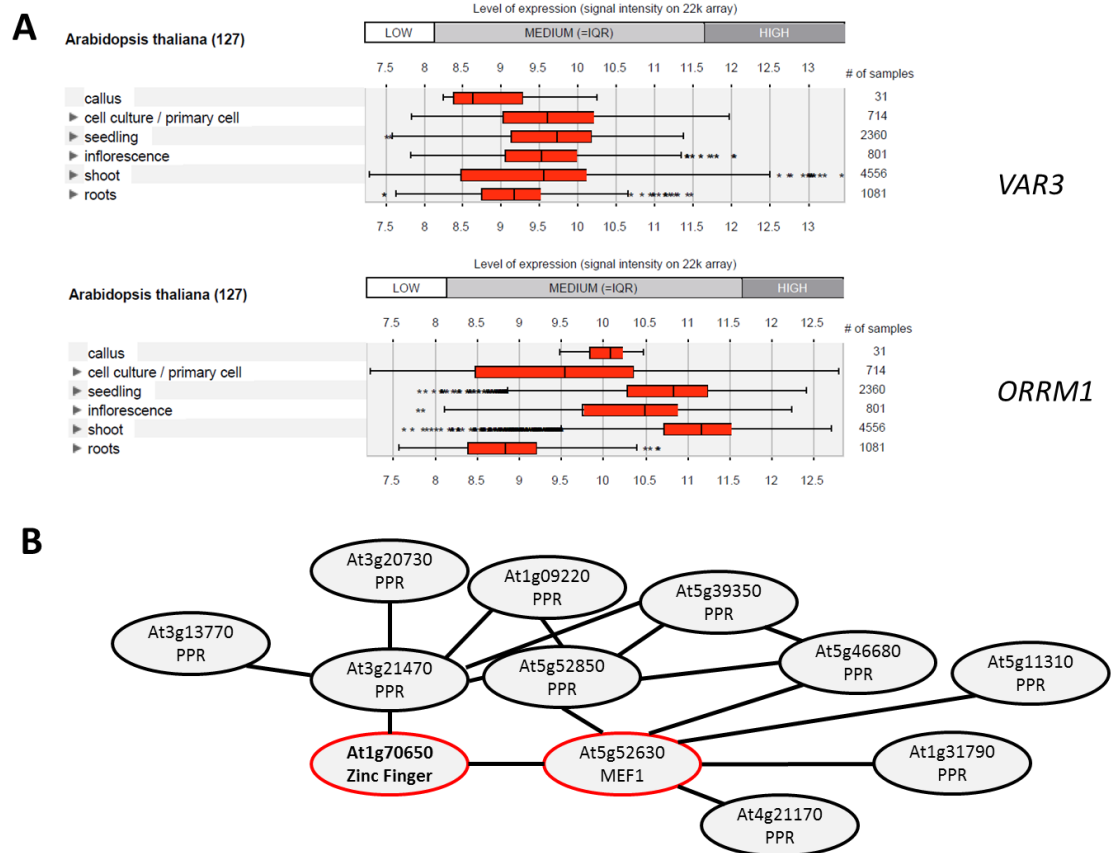 A
Level of expression (signal intensity on 22k array)
LOW MEDIUM (=IQR) HIGH
Arabidopsis thaliana (127)
7.5 8 8.5 9 9.5 10 10.5 11 11.5 12 12.5 13
# of samples
callus 31
cell culture / primary cell 714
seedling 2360
inflorescence 801
shoot 4556
roots 1081
VAR3
7.5 8 8.5 9 9.5 10 10.5 11 11.5 12 12.5 13
Level of expression (signal intensity on 22k array)
LOW MEDIUM (=IQR) HIGH
Arabidopsis thaliana (127)
7.5 8 8.5 9 9.5 10 10.5 11 11.5 12 12.5
# of samples
callus 31
cell culture / primary cell 714
seedling 2360
inflorescence 801
shoot 4556
roots 1081
ORRM1
7.5 8 8.5 9 9.5 10 10.5 11 11.5 12 12.5
B
At3g20730
PPR
At1g09220
PPR
At5g39350
PPR
At3g13770
PPR
At3g21470
PPR
At5g52850
PPR
At5g46680
PPR
At5g11310
PPR
At1g70650
Zinc Finger
At5g52630
MEF1
At1g31790
PPR
At4g21170
PPR